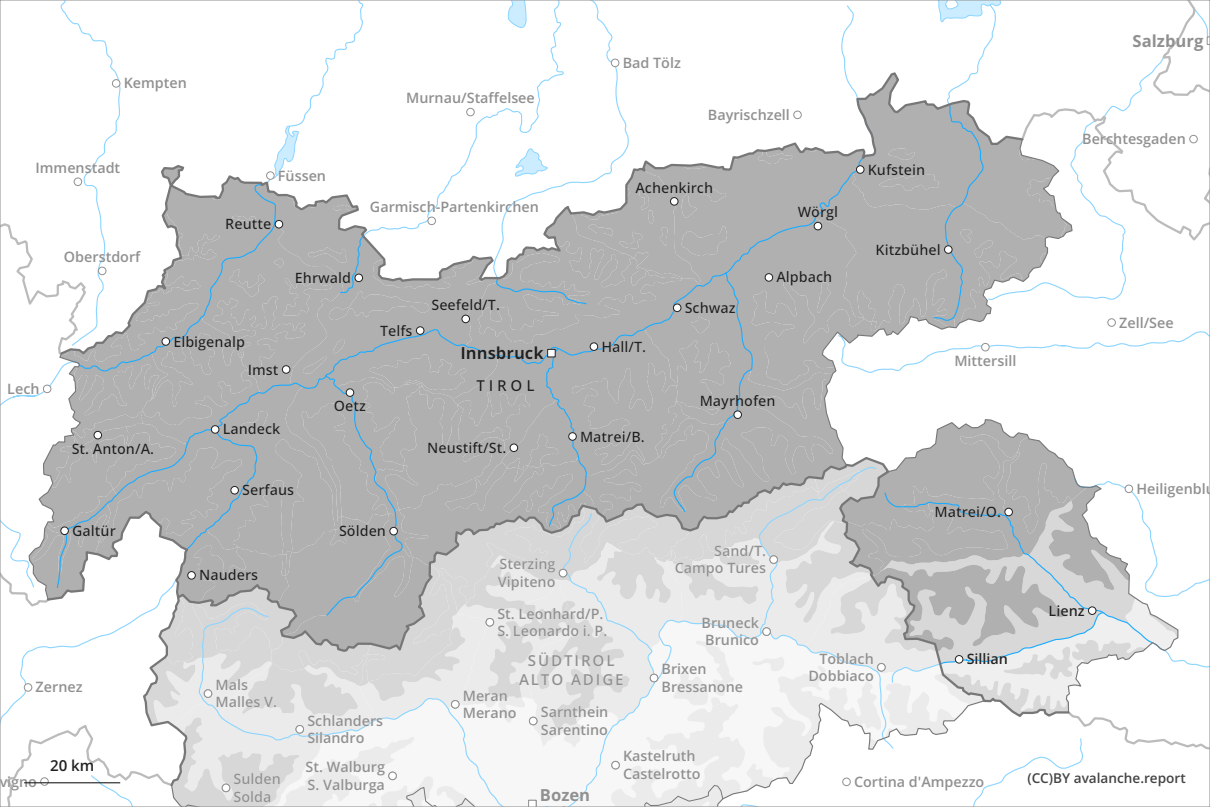 Salzburg
Bad Tölz
Kempten
Murnau/Staffelsee
Bayrischzell
Berchtesgaden
Immenstadt
Füssen
Kufstein
Achenkirch
Garmisch-Partenkirchen
Wörgl
Reutte
Kitzbühel
Oberstdorf
Ehrwald
Alpbach
Seefeld/T.
Schwaz
Zell/See
Telfs
Elbigenalp
Innsbruck
Hall/T.
Mittersill
Imst
TIROL
Lech
Oetz
Mayrhofen
Landeck
Matrei/B.
St. Anton/A.
Neustift/St.
Serfaus
Heiligenblu
Matrei/O.
Galtür
Sölden
Sand/T.
Campo Tures
Sterzing
Vipiteno
Nauders
Lienz
St. Leonhard/P.
S. Leonardo i. P.
Bruneck
Brunico
SÜDTIROL
ALTO ADIGE
Toblach
Dobbiaco
Sillian
Brixen
Bressanone
Zernez
Mals
Malles V.
Meran
Merano
Sarnthein
Sarentino
Schlanders
Silandro
Kastelruth
Castelrotto
St. Walburg
S. Valburga
20 km
vigno
Sulden
Solda
Cortina d'Ampezzo
(CC)BY avalanche.report
Bozen